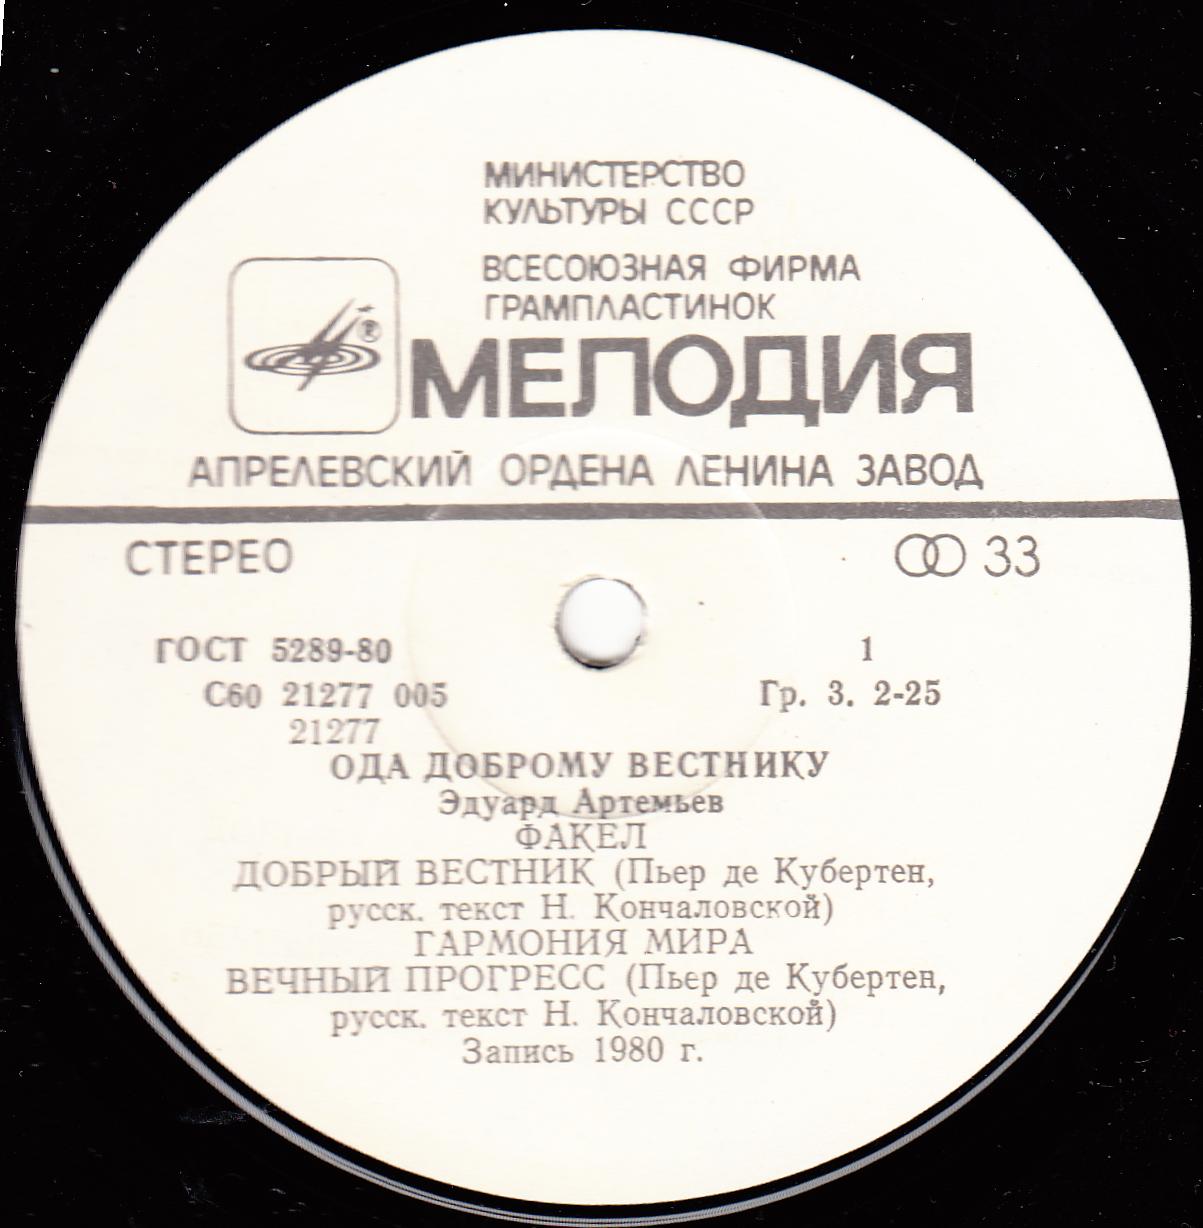 МИНИСТЕРСТВО
КУЛЬТУРЫ СССР
ВСЕСОЮЗНАЯ ФИРМА
ГРАМПЛАСТИНОК
®
МЕЛОДИЯ
АПРЕЛЕВСКИЙ ОРДЕНА ЛЕНИНА ЗАВОД
СТЕРЕО 33
ГОСТ 5289-80 1
С60 21277 005 Гр. 3. 2-25
21277
ОДА ДОБРОМУ ВЕСТНИКУ
Эдуард Артемьев
ФАКЕЛ
ДОБРЫЙ ВЕСТНИК (Пьер де Кубертен,
русск. текст Н. Кончаловской)
ГАРМОНИЯ МИРА
ВЕЧНЫЙ ПРОГРЕСС (Пьер де Кубертен,
русск. текст Н. Кончаловской)
Запись 1980 г.